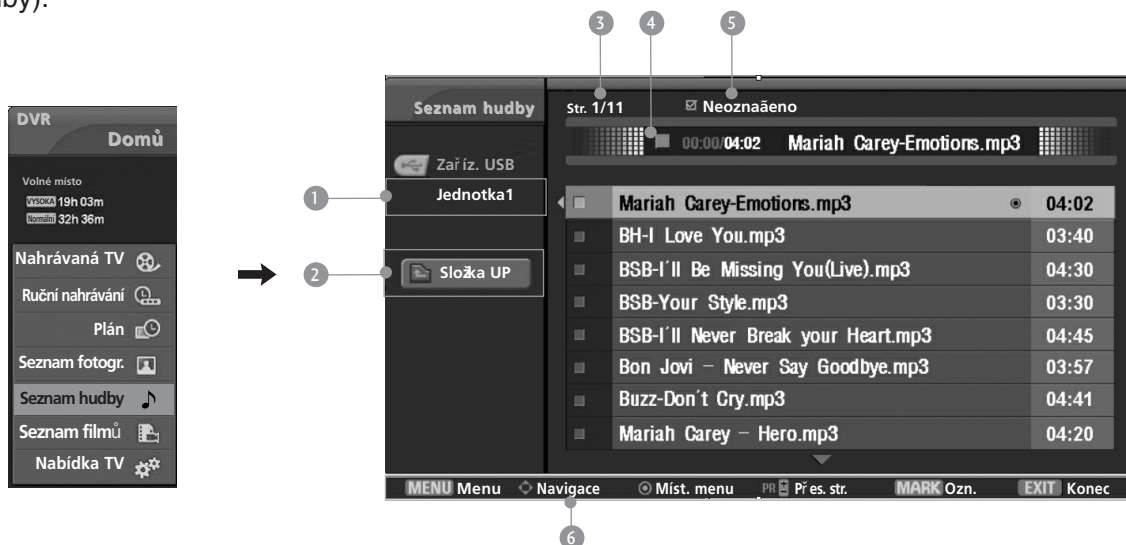 by).
3 4 5
DVR
Domů
Volné místo
VYSOKÁ 19h 03m
Normální 32h 36m
Nahrávaná TV
Ruční nahrávání
Plán
Seznam fotogr.
Seznam hudby
Seznam filmů
Nabídka TV
Seznam hudby
Str. 1/11
Neoznaãeno
00:00/04:02 Mariah Carey-Emotions.mp3
Zaříz. USB
1
Jednotka1
2
Složka UP
Mariah Carey-Emotions.mp3 04:02
BH-I Love You.mp3 03:40
BSB-I´ll Be Missing You(Live).mp3 04:30
BSB-Your Style.mp3 03:30
BSB-I´ll Never Break your Heart.mp3 04:45
Bon Jovi – Never Say Goodbye.mp3 03:57
Buzz-Don´t Cry.mp3 04:41
Mariah Carey – Hero.mp3 04:20
MENU Menu Navigace Míst. menu PR Přes. str. MARK Ozn. EXIT Konec
6